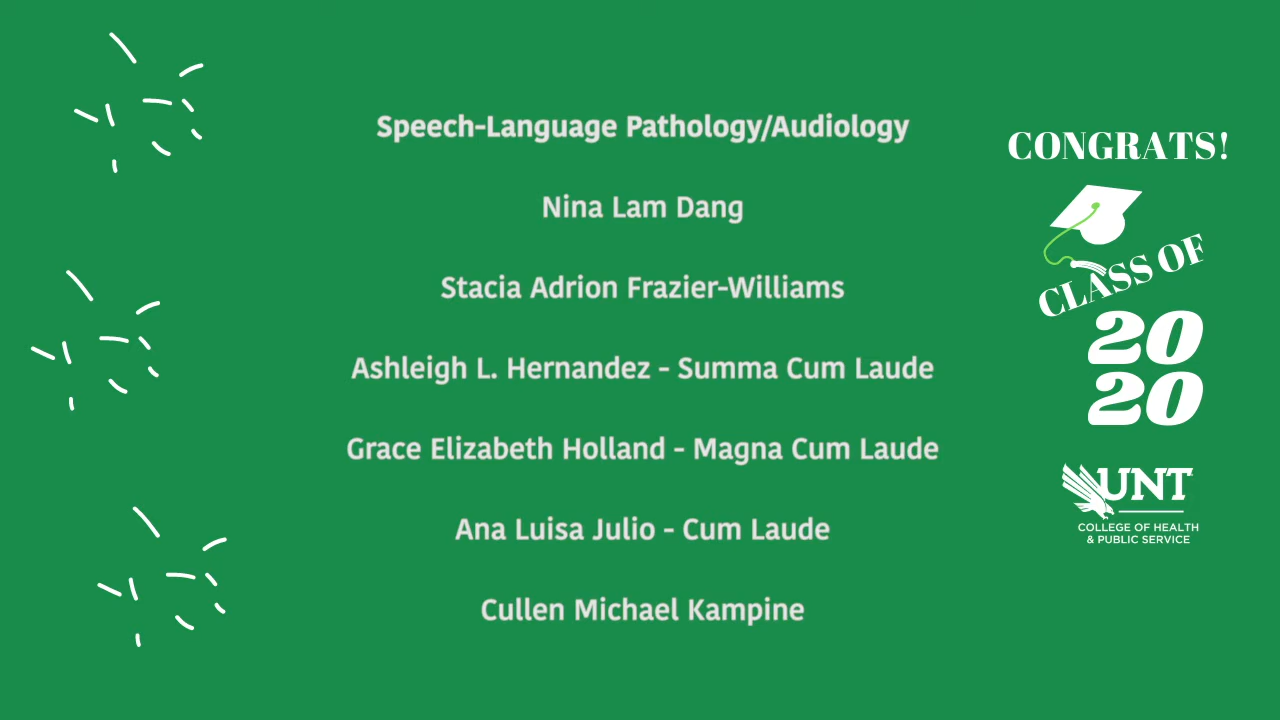 Speech-Language Pathology/Audiology
Nina Lam Dang
Stacia Adrion Frazier-Williams
Ashleigh L. Hernandez - Summa Cum Laude
Grace Elizabeth Holland - Magna Cum Laude
Ana Luisa Julio - Cum Laude
Cullen Michael Kampine
CONGRATS!
CLASS OF
20
20
UNT
COLLEGE OF HEALTH
& PUBLIC SERVICE